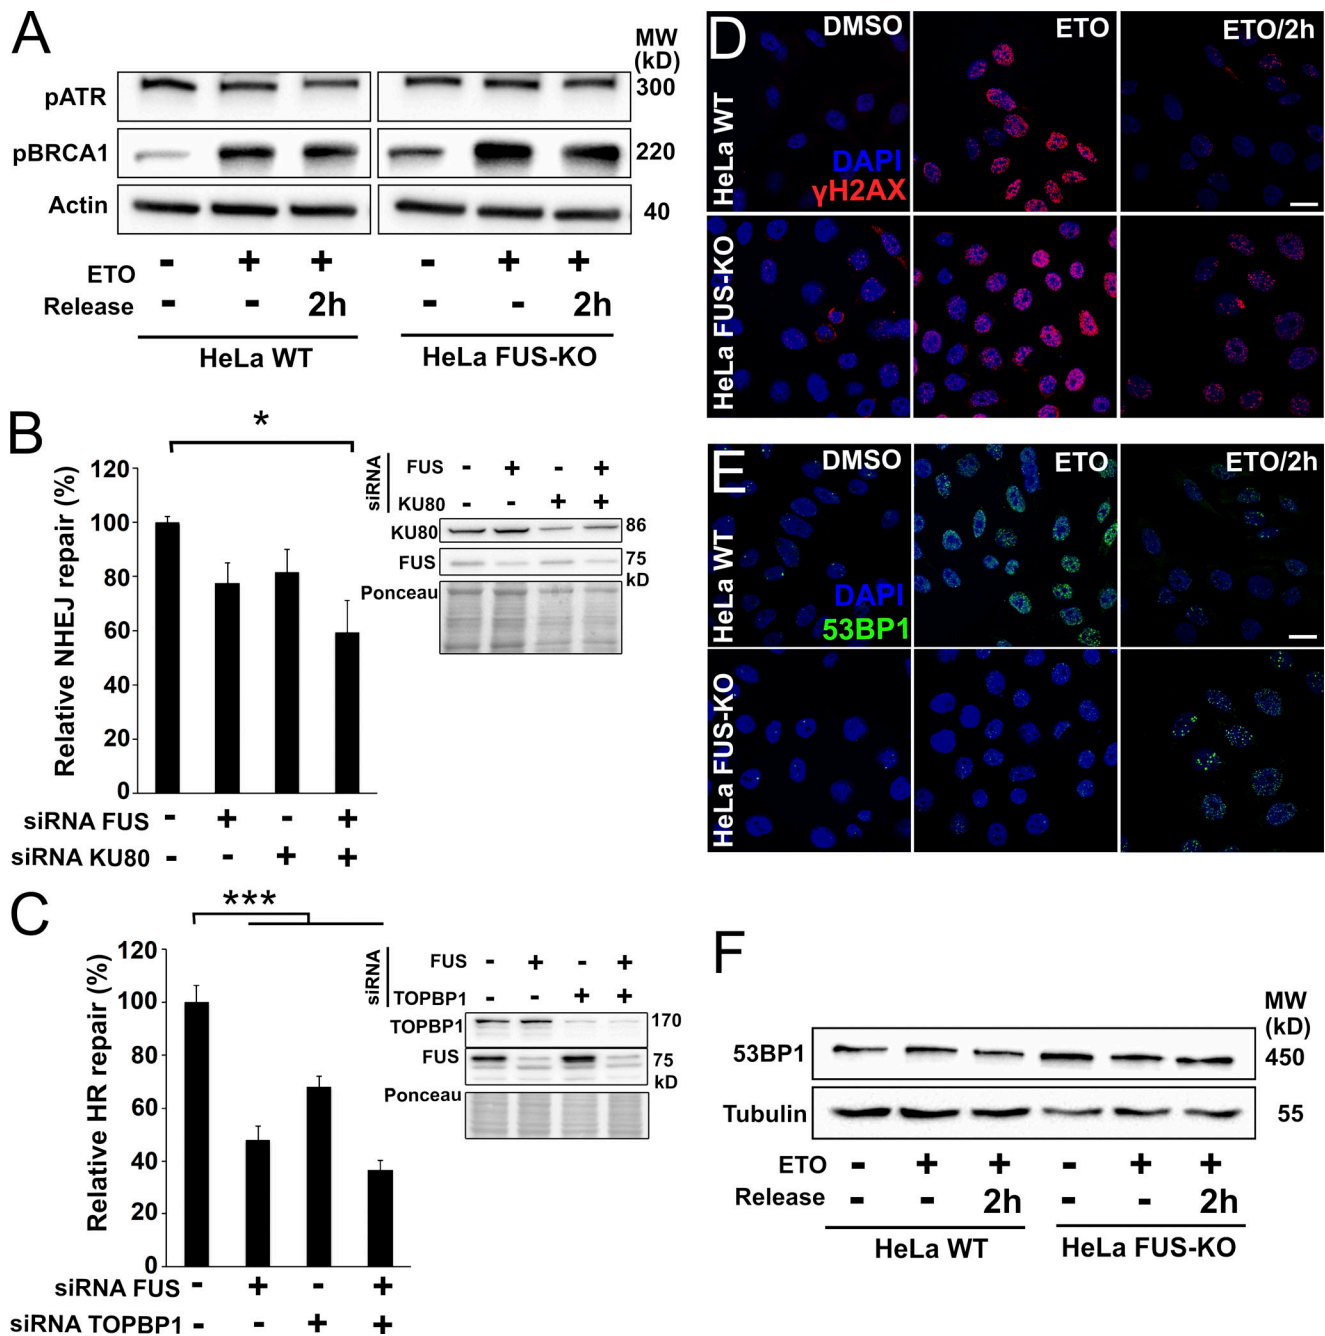 A
MW
(kD)
pATR
300
pBRCA1
220
Actin
40
ETO - + + - + +
Release - - 2h - - 2h
HeLa WT HeLa FUS-KO
B
*
Relative NHEJ repair (%)
120
100
80
60
40
20
0
siRNA FUS - + - +
siRNA KU80 - - + +
siRNA
FUS - + - +
KU80 - - + +
KU80 86
FUS 75
kD
Ponceau
C
***
Relative HR repair (%)
120
100
80
60
40
20
0
siRNA FUS - + - +
siRNA TOPBP1 - - + +
siRNA
FUS - + - +
TOPBP1 - - + +
TOPBP1 170
FUS 75
kD
Ponceau
D
DMSO ETO ETO/2h
HeLa WT
DAPI
γH2AX
HeLa FUS-KO
E
DMSO ETO ETO/2h
HeLa WT
DAPI
53BP1
HeLa FUS-KO
F
MW
(kD)
53BP1 450
Tubulin 55
ETO - + + - + +
Release - - 2h - - 2h
HeLa WT HeLa FUS-KO